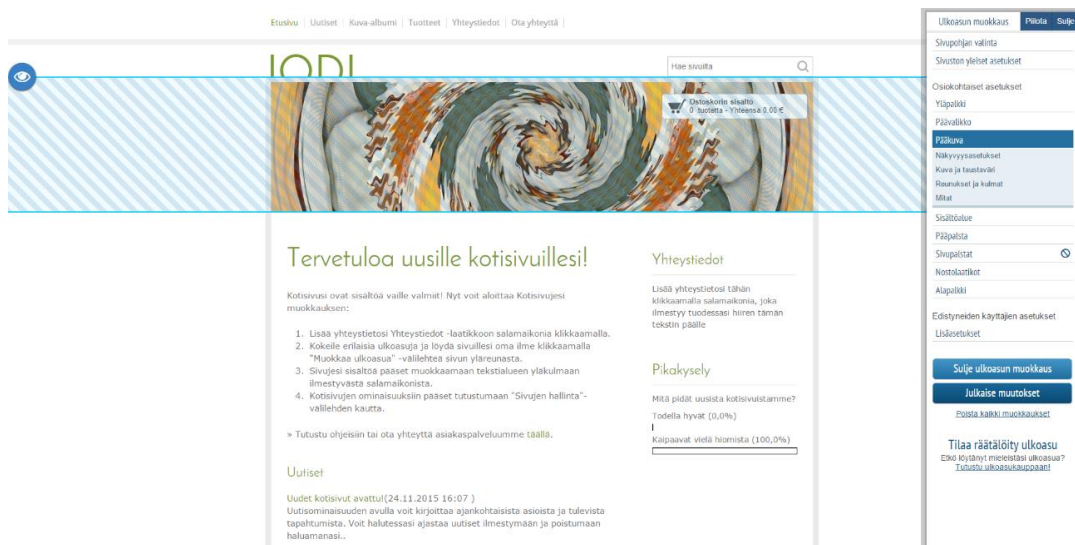 Etusivu | Uutiset | Kuva-albumi | Tuotteet | Yhteystiedot | Ota yhteyttä |
Hae sivuilta
Ostoskorin sisältö
0 tuotetta - Yhteensä 0,00 €
Tervetuloa uusille kotisivuillesi!
Kotisivusi ovat sisältöä vaille valmiit! Nyt voit aloittaa Kotisivujesi
muokkauksen:
1. Lisää yhteystietosi Yhteystiedot -laatikkoon salamaikonia klikkaamalla.
2. Kokeile erilaisia ulkoasuja ja löydä sivuillesi oma ilme klikkaamalla
"Muokkaa ulkoasua" -välilehteä sivun yläreunasta.
3. Sivujesi sisältöä pääset muokkaamaan tekstialueen yläkulmaan
ilmestyvästä salamaikonista.
4. Kotisivujen ominaisuuksiin pääset tutustumaan "Sivujen hallinta"-
välilehden kautta.
» Tutustu ohjeisiin tai ota yhteyttä asiakaspalveluumme täällä.
Uutiset
Uudet kotisivut avattu!(24.11.2015 16:07 )
Uutisominaisuuden avulla voit kirjoittaa ajankohtaisista asioista ja tulevista
tapahtumista. Voit halutessasi ajastaa uutiset ilmestymään ja poistumaan
haluamanasi..
Yhteystiedot
Lisää yhteystietosi tähän
klikkaamalla salamaikonia, joka
ilmestyy tuodessasi hiiren tämän
tekstin päälle
Pikakysely
Mitä pidät uusista kotisivuistamme?
Todella hyvät (0,0%)
Kaipaavat vielä hiomista (100,0%)
Ulkoasun muokkaus Piilota Sulje
Sivupohjan valinta
Sivuston yleiset asetukset
Osiokohtaiset asetukset
Yläpalkki
Päävalikko
Pääkuva
Näkyvyysasetukset
Kuva ja taustaväri
Reunukset ja kulmat
Mitat
Sisältöalue
Pääpalsta
Sivupalstat
Nostolaatikot
Alapalkki
Edistyneiden käyttäjien asetukset
Lisäasetukset
Sulje ulkoasun muokkaus
Julkaise muutokset
Poista kaikki muokkaukset
Tilaa räätälöity ulkoasu
Etkö löytänyt mieleistäsi ulkoasua?
Tutustu ulkoasukauppaan!